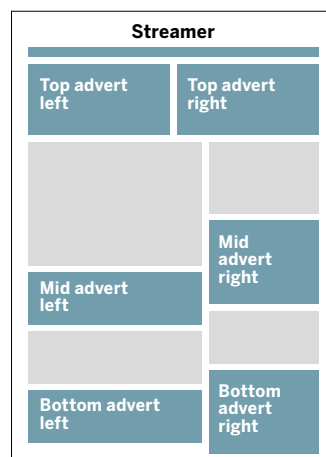 Streamer
Top advert
left
Top advert
right
Mid
advert
right
Mid advert
left
Bottom advert
left
Bottom
advert
right